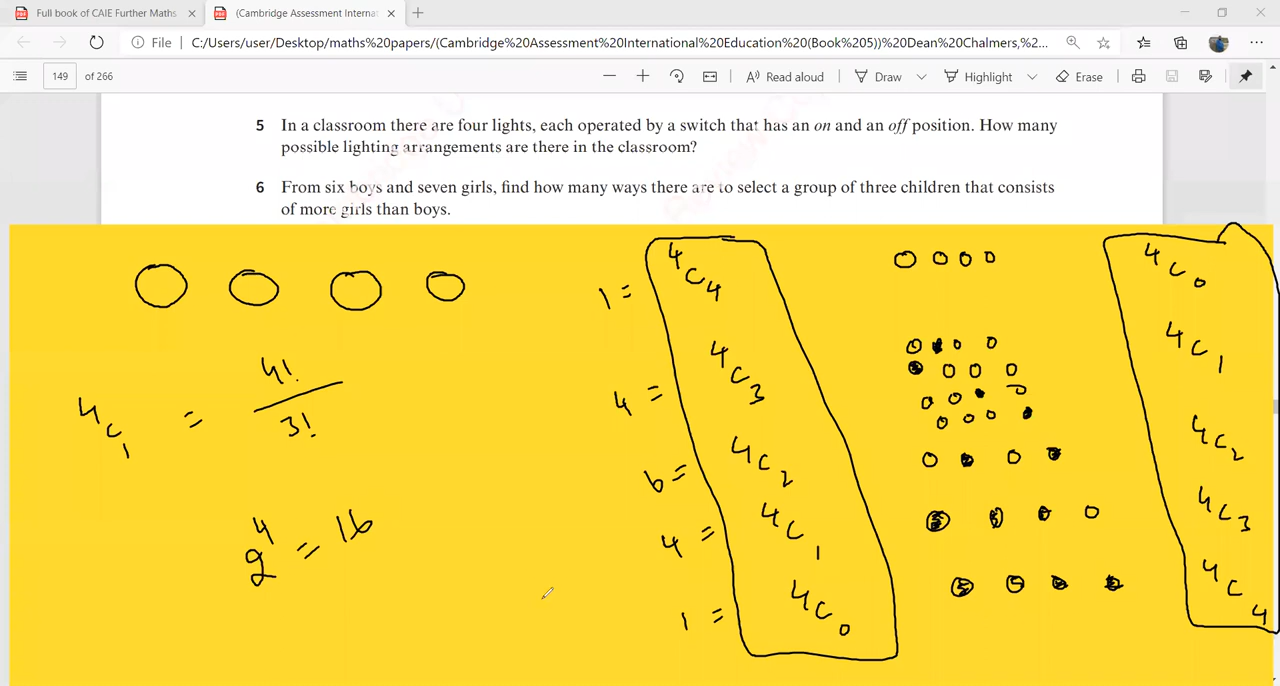 Full book of CAIE Further Maths
(Cambridge Assessment Interna
File
C:/Users/user/Desktop/maths%20papers/(Cambridge%20Assessment%20International%20Education%20(Book%205))%20Dean%20Chalmers,%2...
149 of 266
Read aloud
Draw
Highlight
Erase
5 In a classroom there are four lights, each operated by a switch that has an on and an off position. How many
possible lighting arrangements are there in the classroom?
6 From six boys and seven girls, find how many ways there are to select a group of three children that consists
of more girls than boys.
4C1 = 4!/3!
2^4 = 16
1 = 4C4
4 = 4C3
6 = 4C2
4 = 4C1
1 = 4C0
4C0
4C1
4C2
4C3
4C4